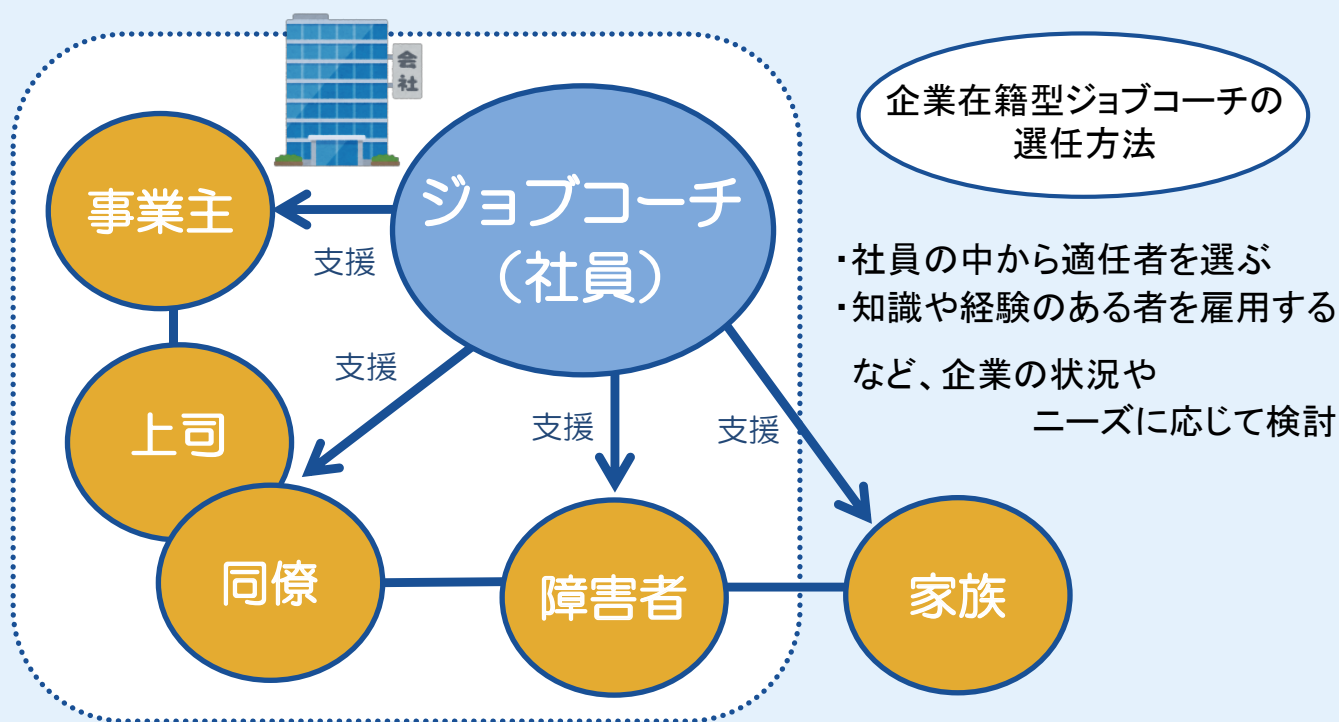 会
社
企業在籍型ジョブコーチの
選任方法
ジョブコーチ
（社員）
事業主
支援
・社員の中から適任者を選ぶ
・知識や経験のある者を雇用する
など、企業の状況や
ニーズに応じて検討
支援
支援
支援
上司
同僚
障害者
家族